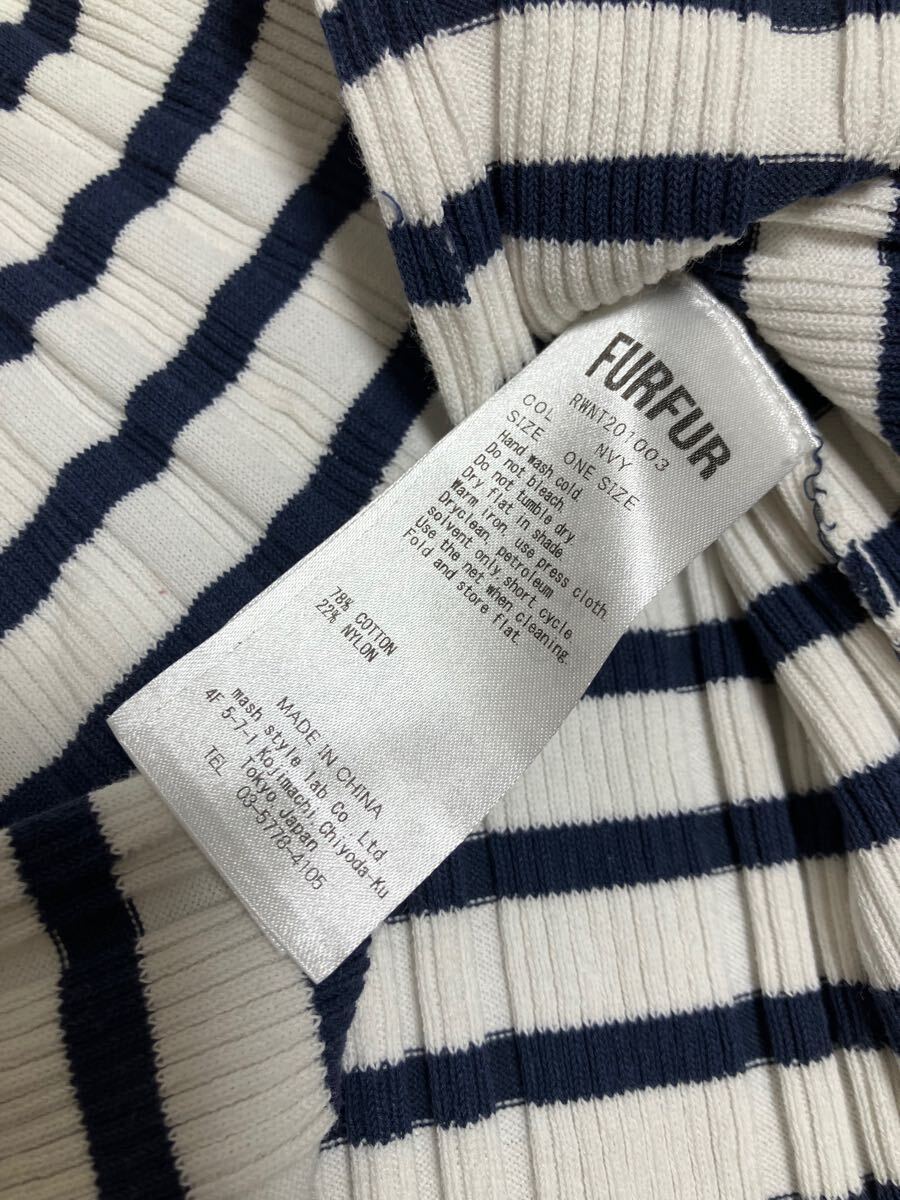 FURFUR
RWNT201003
COL NVY
SIZE ONE SIZE
Hand wash cold
Do not bleach.
Do not tumble dry
Dry flat in shade
Warm iron, use press cloth.
Dryclean, petroleum
solvent only,short cycle.
Use the net when cleaning.
Fold and store flat.
78% COTTON
22% NYLON
MADE IN CHINA
mash style lab Co.,Ltd
4F 5-7-1 Kojimachi Chiyoda-Ku
Tokyo Japan
TEL 03-5778-4105